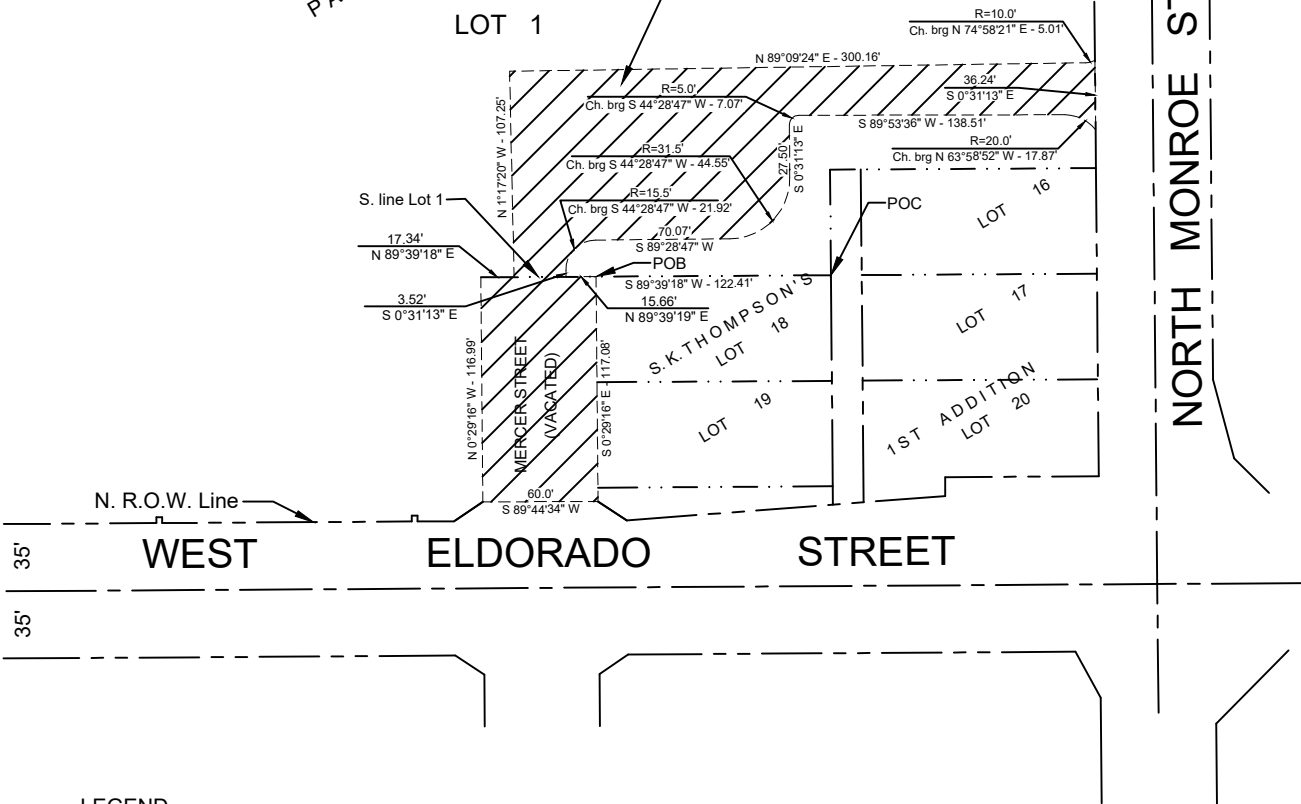 P A
LOT 1
R=10.0'
Ch. brg N 74°58'21" E - 5.01'
N 89°09'24" E - 300.16'
36.24'
S 0°31'13" E
R=5.0'
Ch. brg S 44°28'47" W - 7.07'
S 89°53'36" W - 138.51'
N 1°17'20" W - 107.25'
R=20.0'
Ch. brg N 63°58'52" W - 17.87'
27.50'
S 0°31'13" E
R=31.5'
Ch. brg S 44°28'47" W - 44.55'
R=15.5'
Ch. brg S 44°28'47" W - 21.92'
S. line Lot 1
70.07'
S 89°28'47" W
POC
LOT 16
17.34'
N 89°39'18" E
POB
S 89°39'18" W - 122.41'
3.52'
S 0°31'13" E
15.66'
N 89°39'19" E
S.K.THOMPSON'S
LOT 18
LOT 17
N 0°29'16" W - 116.99'
MERCER STREET
(VACATED)
S 0°29'16" E - 117.08'
LOT 19
1ST ADDITION
LOT 20
60.0'
S 89°44'34" W
N. R.O.W. Line
NORTH MONROE ST
35'
WEST ELDORADO STREET
35'
LEGEND